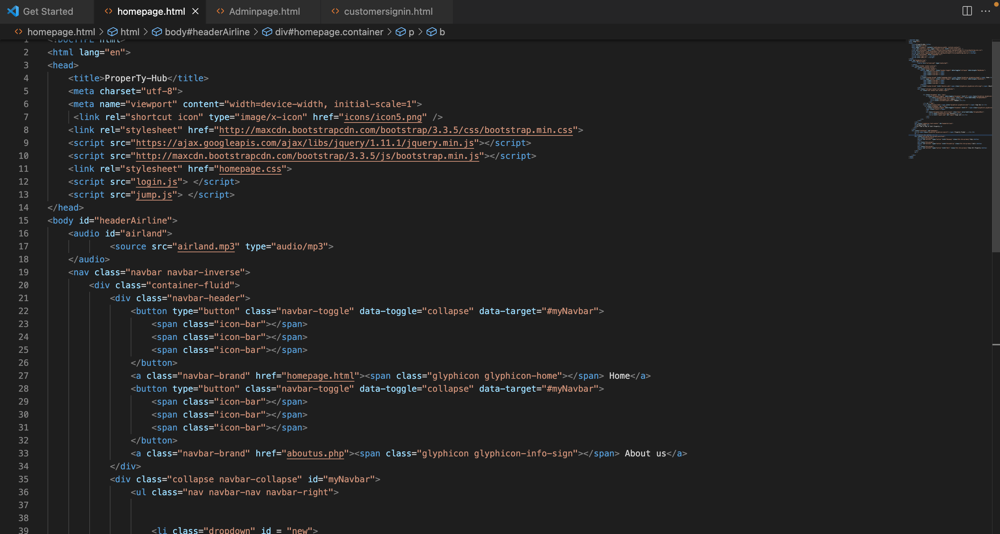 Get Started homepage.html Adminpage.html customersignin.html
homepage.html > html > body#headerAirline > div#homepage.container > p > b
1 <!DOCTYPE html>
2 <html lang="en">
3 <head>
4 <title>ProperTy-Hub</title>
5 <meta charset="utf-8">
6 <meta name="viewport" content="width=device-width, initial-scale=1">
7 <link rel="shortcut icon" type="image/x-icon" href="icons/icon5.png" />
8 <link rel="stylesheet" href="http://maxcdn.bootstrapcdn.com/bootstrap/3.3.5/css/bootstrap.min.css">
9 <script src="https://ajax.googleapis.com/ajax/libs/jquery/1.11.1/jquery.min.js"></script>
10 <script src="http://maxcdn.bootstrapcdn.com/bootstrap/3.3.5/js/bootstrap.min.js"></script>
11 <link rel="stylesheet" href="homepage.css">
12 <script src="login.js"> </script>
13 <script src="jump.js"> </script>
14 </head>
15 <body id="headerAirline">
16 <audio id="airland">
17 <source src="airland.mp3" type="audio/mp3">
18 </audio>
19 <nav class="navbar navbar-inverse">
20 <div class="container-fluid">
21 <div class="navbar-header">
22 <button type="button" class="navbar-toggle" data-toggle="collapse" data-target="#myNavbar">
23 <span class="icon-bar"></span>
24 <span class="icon-bar"></span>
25 <span class="icon-bar"></span>
26 </button>
27 <a class="navbar-brand" href="homepage.html"><span class="glyphicon glyphicon-home"></span> Home</a>
28 <button type="button" class="navbar-toggle" data-toggle="collapse" data-target="#myNavbar">
29 <span class="icon-bar"></span>
30 <span class="icon-bar"></span>
31 <span class="icon-bar"></span>
32 </button>
33 <a class="navbar-brand" href="aboutus.php"><span class="glyphicon glyphicon-info-sign"></span> About us</a>
34 </div>
35 <div class="collapse navbar-collapse" id="myNavbar">
36 <ul class="nav navbar-nav navbar-right">
37
38
39 <li class="dropdown" id = "new">